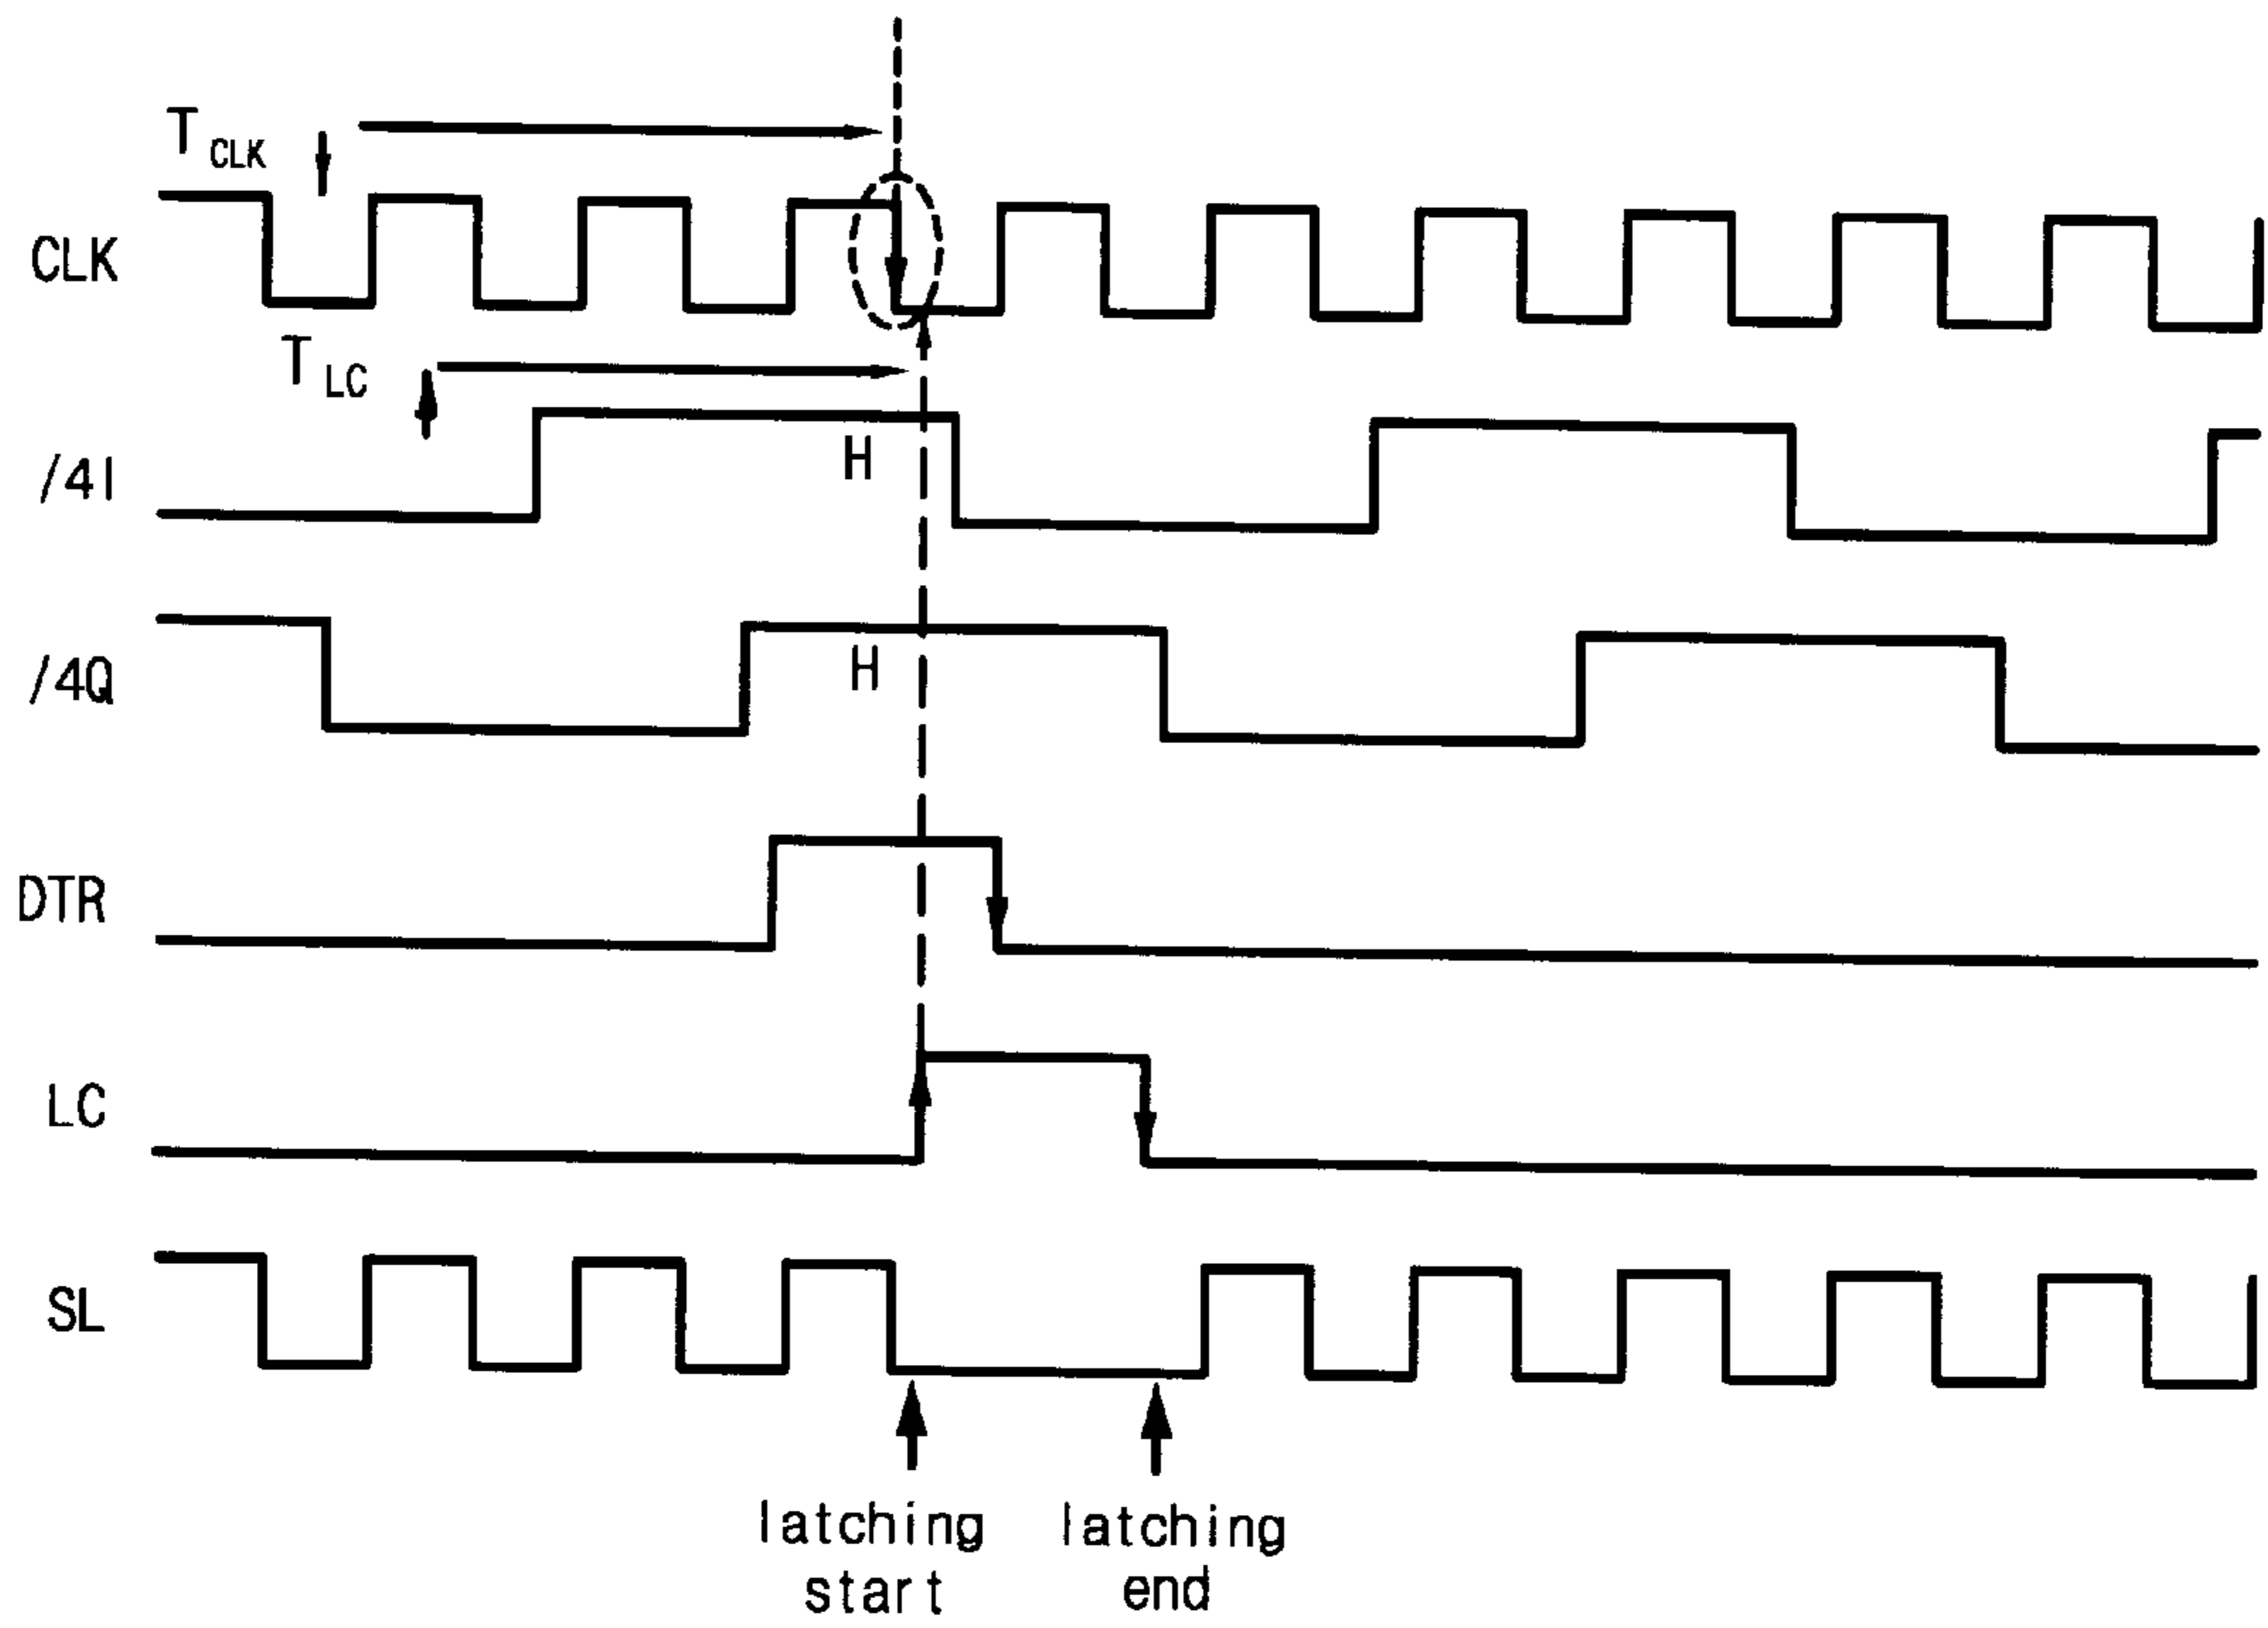 T CLK
CLK
T LC
/4I
H
/4Q
H
DTR
LC
SL
latching start
latching end